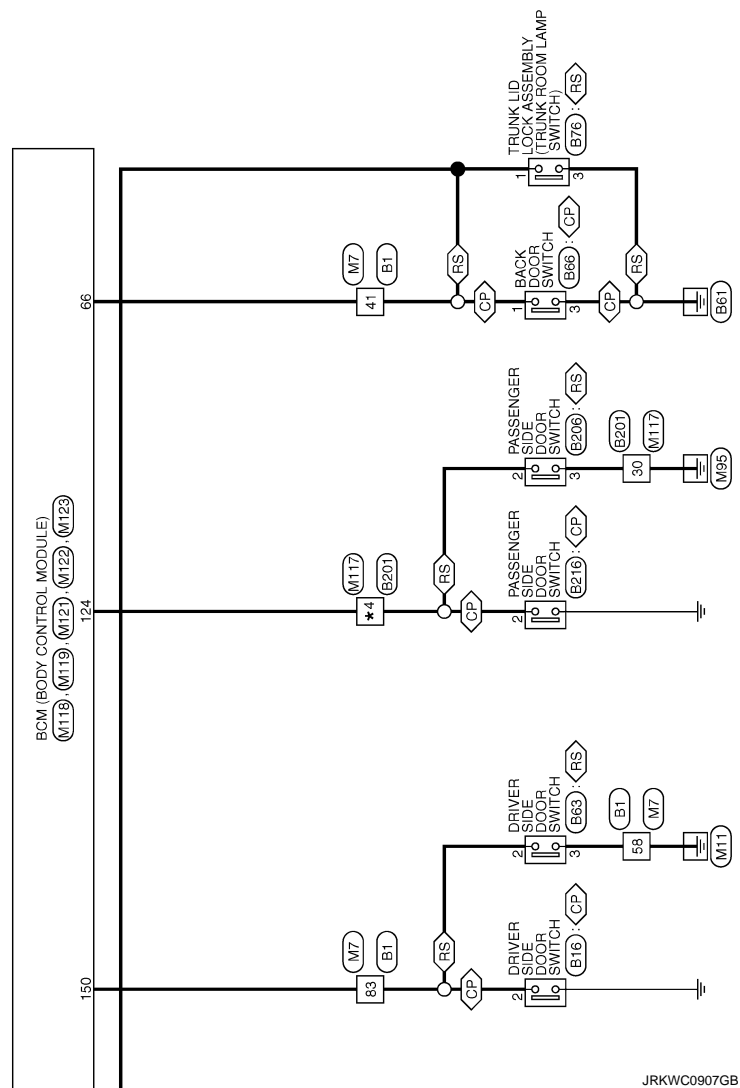 BCM (BODY CONTROL MODULE)
M118 , M119 , M121 , M122 , M123
150
124
66
M7
83
B1
M117
*4
B201
M7
41
B1
RS
CP
RS
CP
RS
CP
DRIVER
SIDE
DOOR
SWITCH
B16 : CP
2
DRIVER
SIDE
DOOR
SWITCH
B63 : RS
2
3
B1
58
M7
M11
PASSENGER
SIDE
DOOR
SWITCH
B216 : CP
2
PASSENGER
SIDE
DOOR
SWITCH
B206 : RS
2
3
B201
30
M117
M95
BACK
DOOR
SWITCH
B66 : CP
1
3
CP
RS
B61
TRUNK LID
LOCK ASSEMBLY
(TRUNK ROOM LAMP
SWITCH)
B76 : RS
1
3
JRKWC0907GB